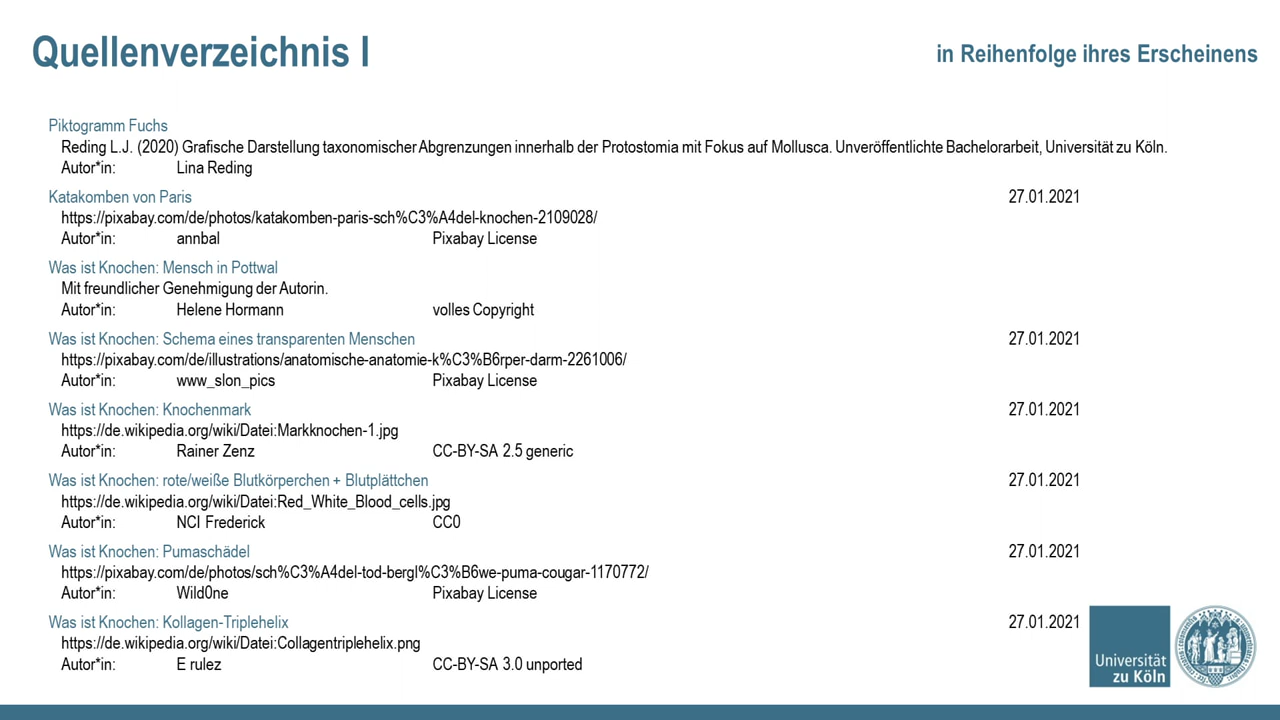 Quellenverzeichnis I
in Reihenfolge ihres Erscheinens
Piktogramm Fuchs
Reding L.J. (2020) Grafische Darstellung taxonomischer Abgrenzungen innerhalb der Protostomia mit Fokus auf Mollusca. Unveröffentlichte Bachelorarbeit, Universität zu Köln.
Autor*in: Lina Reding
Katakomben von Paris 27.01.2021
https://pixabay.com/de/photos/katakomben-paris-sch%C3%A4del-knochen-2109028/
Autor*in: annbal Pixabay License
Was ist Knochen: Mensch in Pottwal
Mit freundlicher Genehmigung der Autorin.
Autor*in: Helene Hormann volles Copyright
Was ist Knochen: Schema eines transparenten Menschen 27.01.2021
https://pixabay.com/de/illustrations/anatomische-anatomie-k%C3%B6rper-darm-2261006/
Autor*in: www_slon_pics Pixabay License
Was ist Knochen: Knochenmark 27.01.2021
https://de.wikipedia.org/wiki/Datei:Markknochen-1.jpg
Autor*in: Rainer Zenz CC-BY-SA 2.5 generic
Was ist Knochen: rote/weiße Blutkörperchen + Blutplättchen 27.01.2021
https://de.wikipedia.org/wiki/Datei:Red_White_Blood_cells.jpg
Autor*in: NCI Frederick CC0
Was ist Knochen: Pumaschädel 27.01.2021
https://pixabay.com/de/photos/sch%C3%A4del-tod-bergl%C3%B6we-puma-cougar-1170772/
Autor*in: Wild0ne Pixabay License
Was ist Knochen: Kollagen-Triplehelix 27.01.2021
https://de.wikipedia.org/wiki/Datei:Collagentriplehelix.png
Autor*in: E rulez CC-BY-SA 3.0 unported
Universität
zu Köln